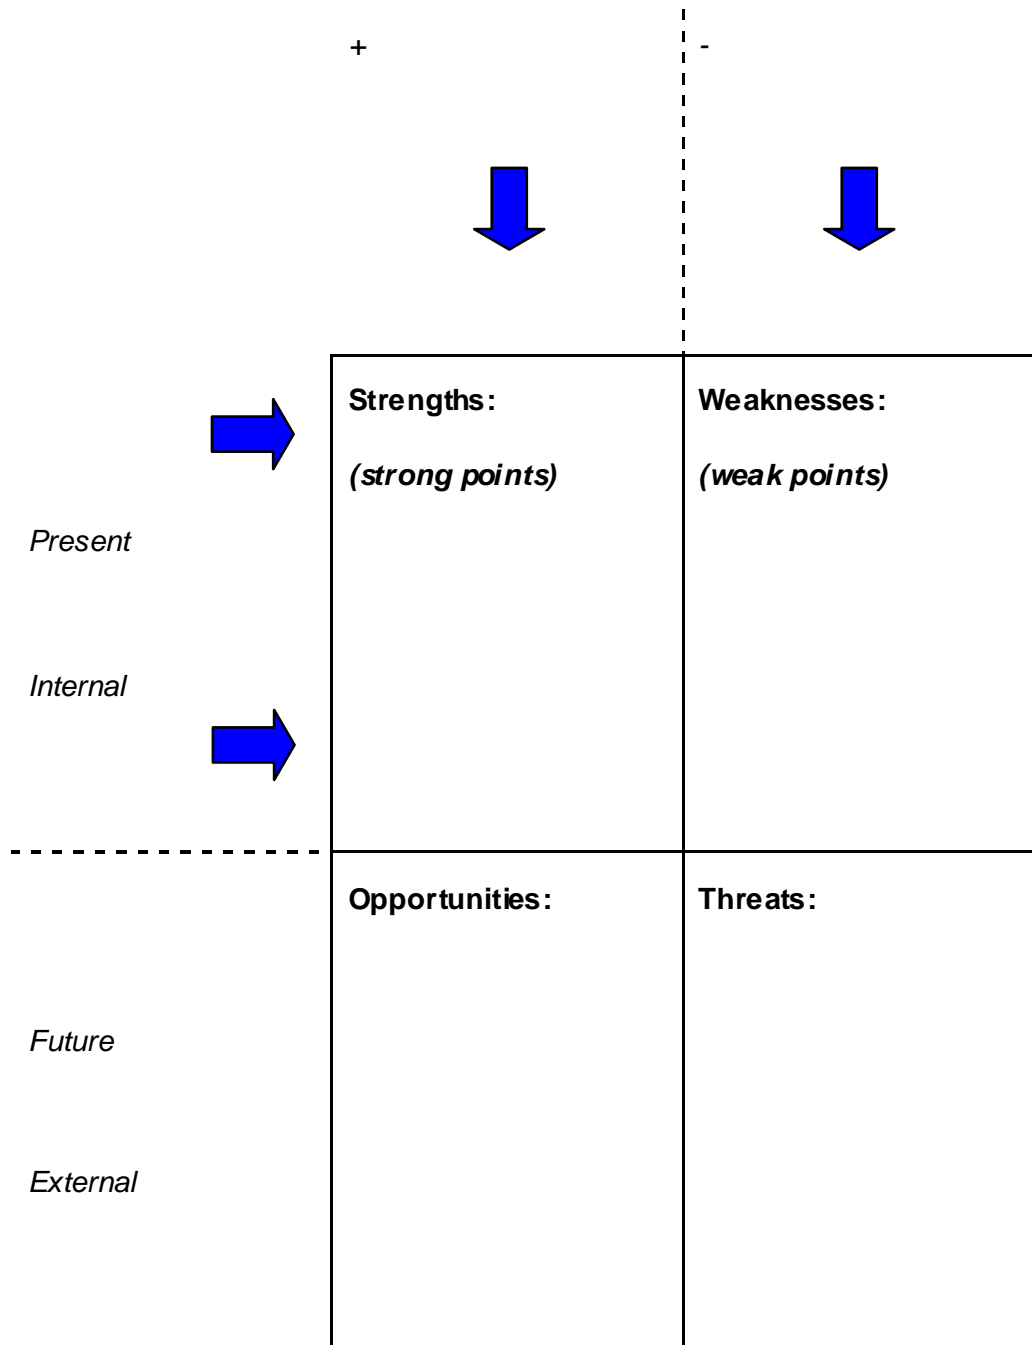 +
-
Strengths:
Weaknesses:
(strong points)
(weak points)
Present
Internal
Opportunities:
Threats:
Future
External